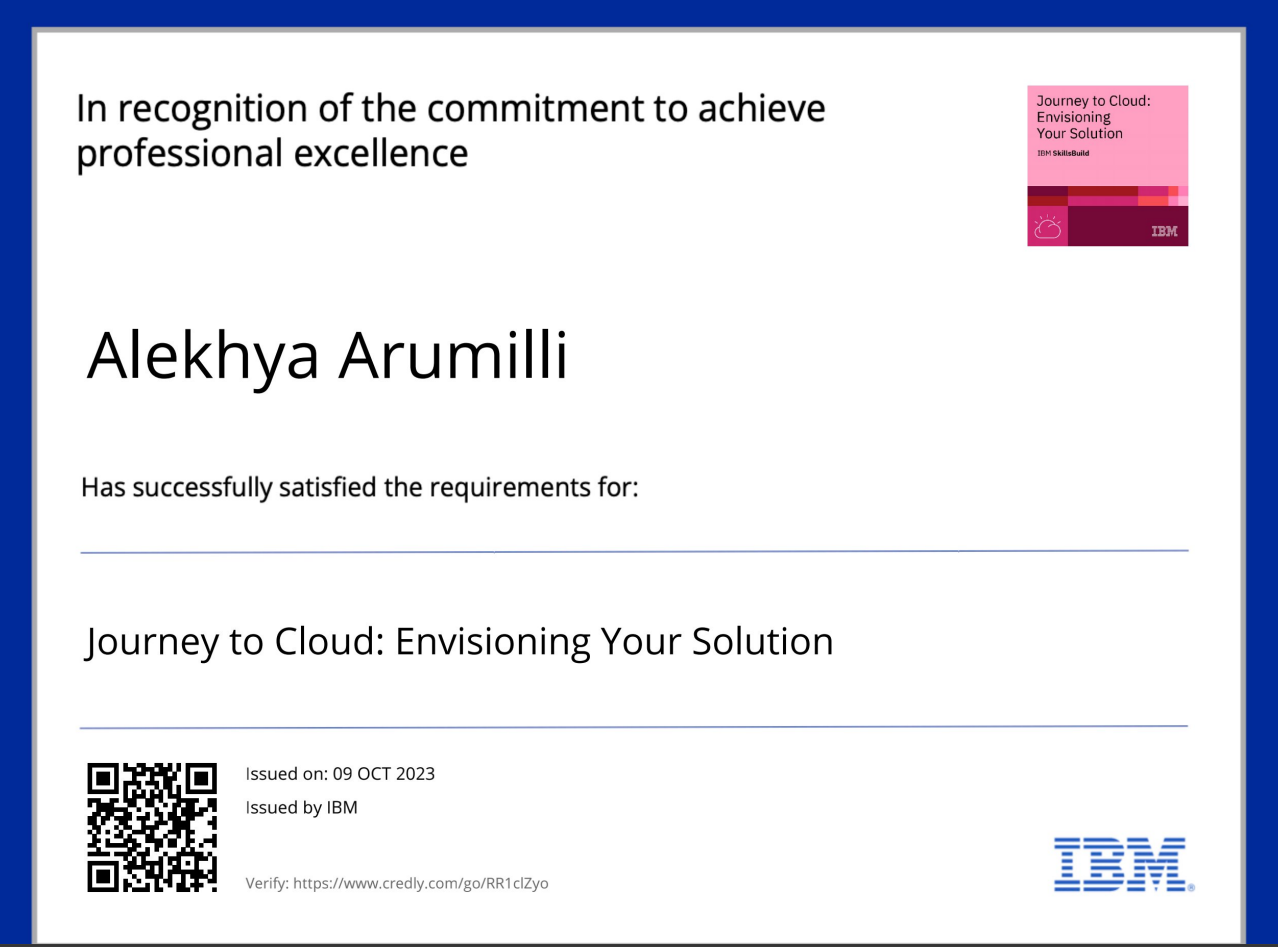 In recognition of the commitment to achieve
professional excellence
Journey to Cloud:
Envisioning
Your Solution
IBM SkillsBuild
IBM
Alekhya Arumilli
Has successfully satisfied the requirements for:
Journey to Cloud: Envisioning Your Solution
Issued on: 09 OCT 2023
Issued by IBM
Verify: https://www.credly.com/go/RR1clZyo
IBM®